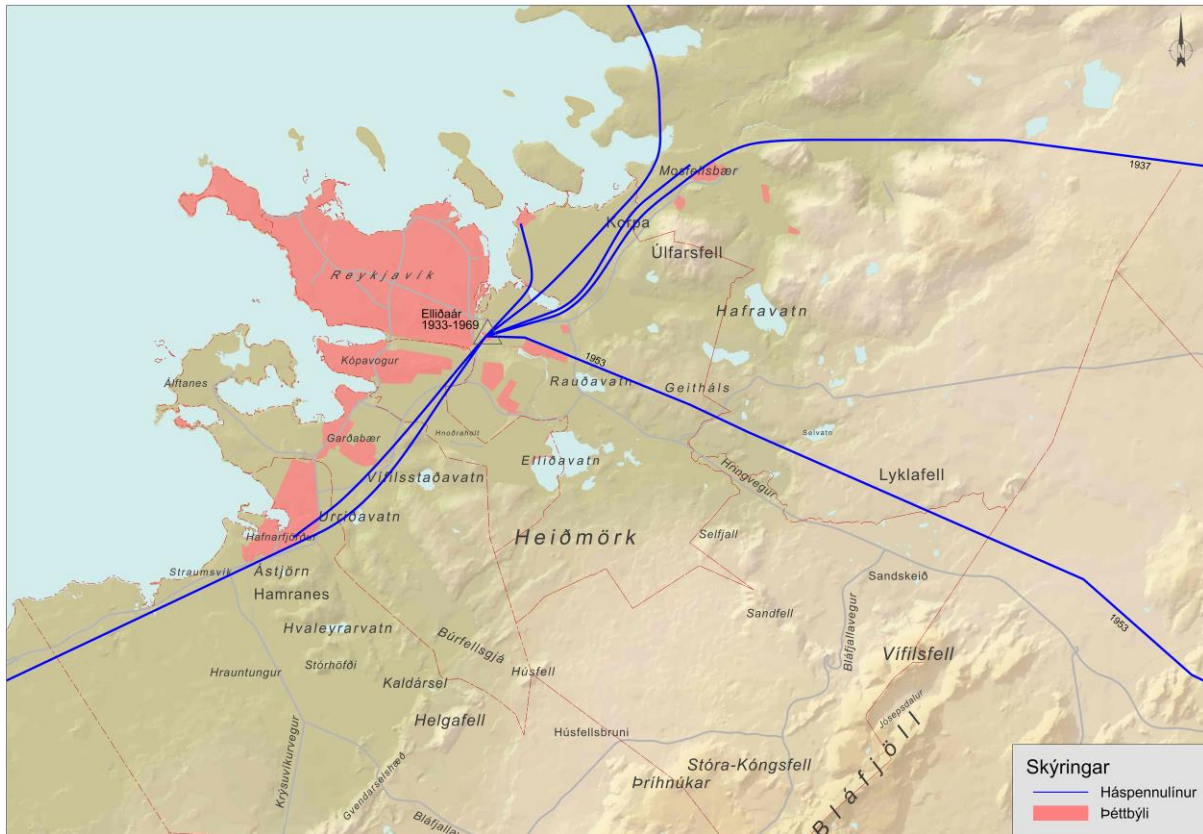 N
1937
Mosfellsbær
Korpa
Úlfarsfell
Reykjavík
Hafravatn
Elliðaár
1933-1969
1953
Kópavogur
Rauðavatn
Geitháls
Álftanes
Hnoðraholt
Selvatn
Garðabær
Elliðavatn
Hringvegur
Lyklafell
Vífilsstaðavatn
Urriðavatn
Heiðmörk
Selfjall
Hafnarfjörður
Straumsvík
Ástjörn
Hamranes
Sandskeið
Sandfell
Bláfjallavegur
1953
Hvaleyrarvatn
Búrfellsgjá
Vífilsfell
Stórhöfði
Hrauntungur
Húsfell
Kaldársel
Jósepsdalur
Helgafell
Húsfellsbruni
Krýsuvíkurvegur
Gvendarselshæð
Stóra-Kóngsfell
Þríhnúkar
Bláfjöll
Bláfjallavegur
Skýringar
Háspennulínur
Þéttbýli